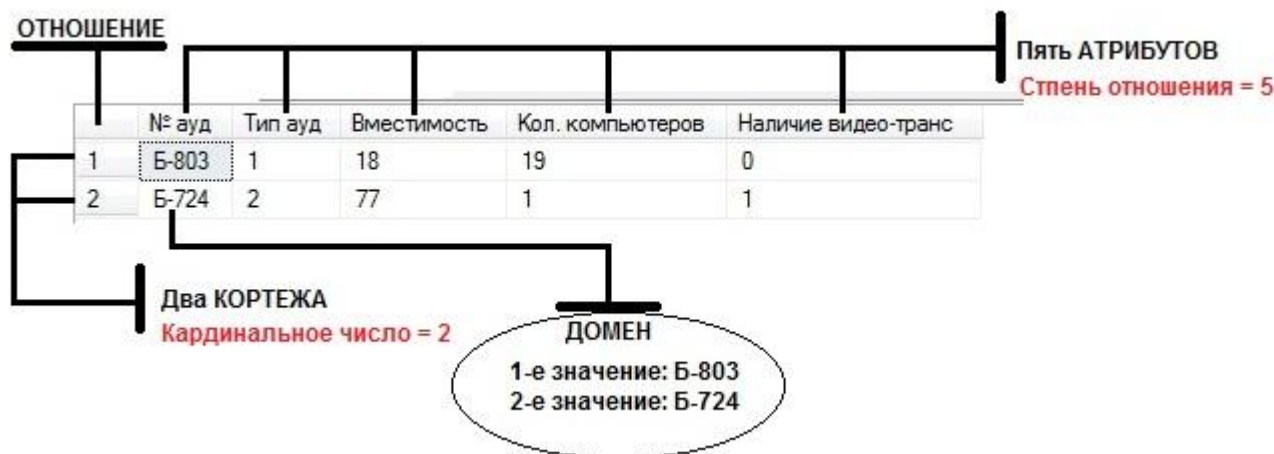 ОТНОШЕНИЕ
Пять АТРИБУТОВ
Стпень отношения = 5
№ ауд Тип ауд Вместимость Кол. компьютеров Наличие видео-транс
1 Б-803 1 18 19 0
2 Б-724 2 77 1 1
Два КОРТЕЖА
Кардинальное число = 2
ДОМЕН
1-е значение: Б-803
2-е значение: Б-724